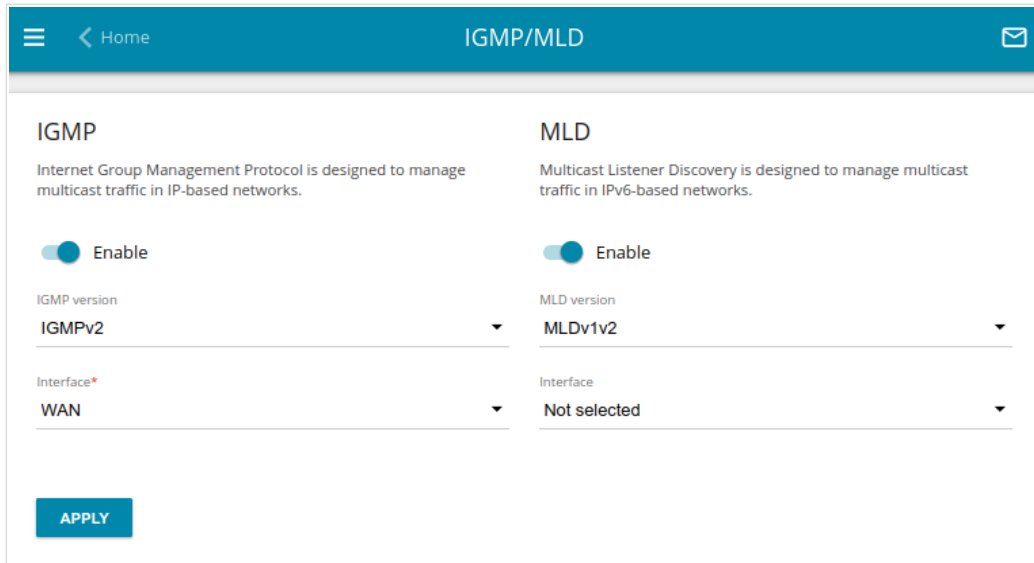 Home
IGMP/MLD
IGMP
Internet Group Management Protocol is designed to manage
multicast traffic in IP-based networks.
Enable
IGMP version
IGMPv2
Interface*
WAN
MLD
Multicast Listener Discovery is designed to manage multicast
traffic in IPv6-based networks.
Enable
MLD version
MLDv1v2
Interface
Not selected
APPLY